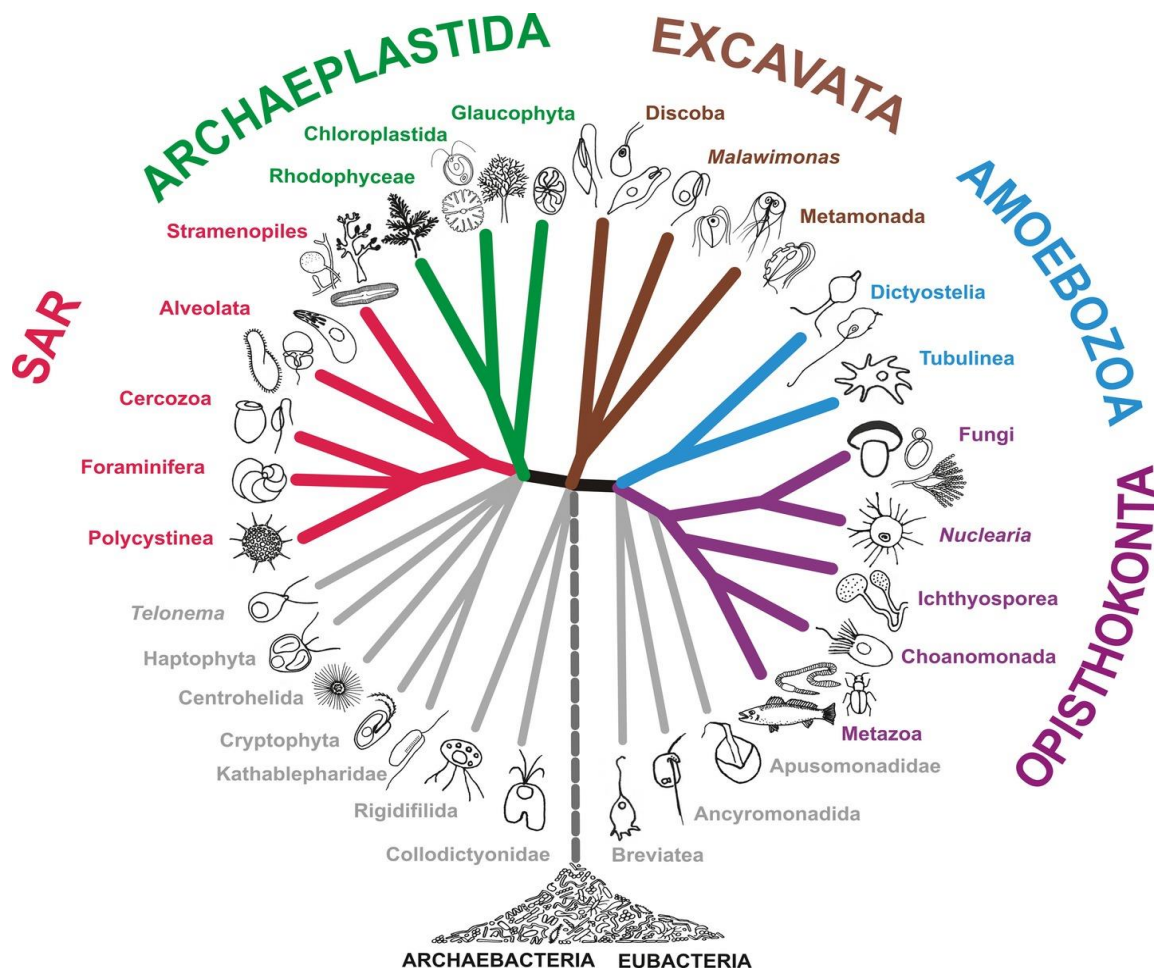 ARCHAEPLASTIDA
EXCAVATA
AMOEBOZOA
OPISTHOKONTA
SAR
Glaucophyta
Chloroplastida
Rhodophyceae
Stramenopiles
Alveolata
Cercozoa
Foraminifera
Polycystinea
Telonema
Haptophyta
Centrohelida
Cryptophyta
Kathablepharidae
Rigidifilida
Collodictyonidae
Discoba
Malawimonas
Metamonada
Dictyostelia
Tubulinea
Fungi
Nuclearia
Ichthyosporea
Choanomonada
Metazoa
Apusomonadidae
Ancyromonadida
Breviatea
ARCHAEBACTERIA EUBACTERIA